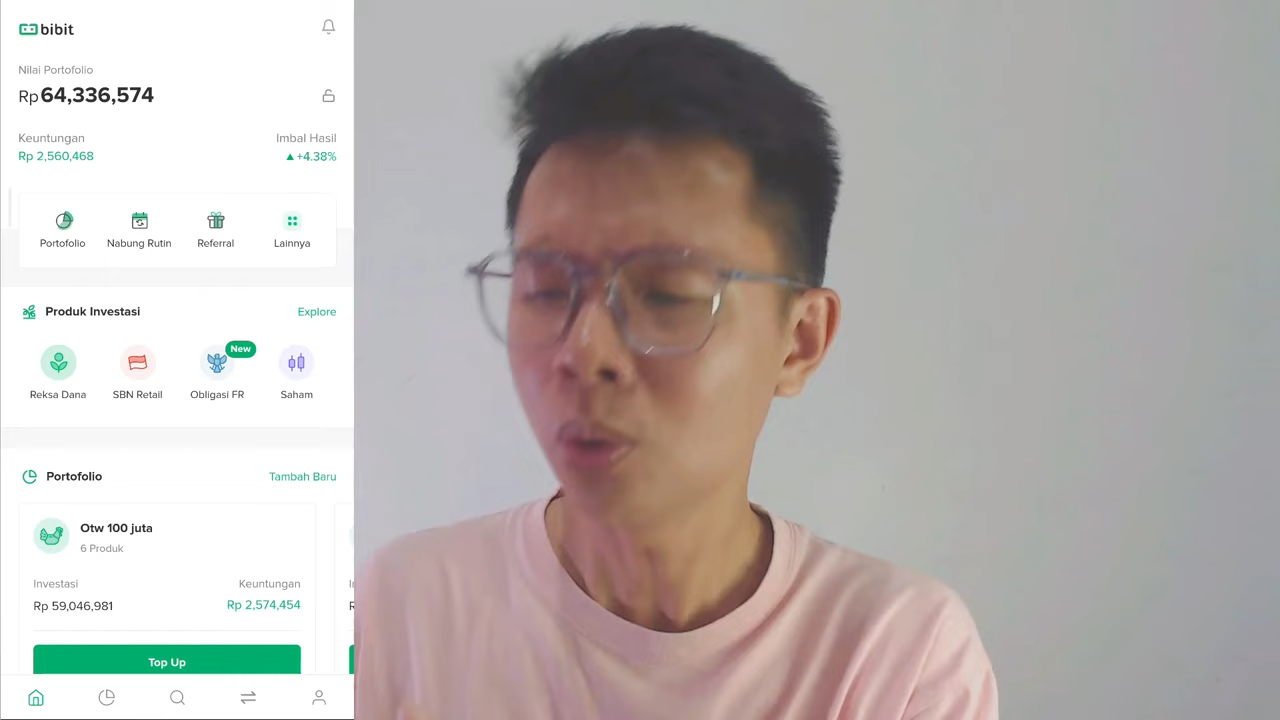 bibit
Nilai Portofolio
Rp 64,336,574
Keuntungan Imbal Hasil
Rp 2,560,468 ▲+4.38%
Portofolio Nabung Rutin Referral Lainnya
Produk Investasi Explore
New
Reksa Dana SBN Retail Obligasi FR Saham
Portofolio Tambah Baru
Otw 100 juta
6 Produk
Investasi Keuntungan
Rp 59,046,981 Rp 2,574,454
Top Up